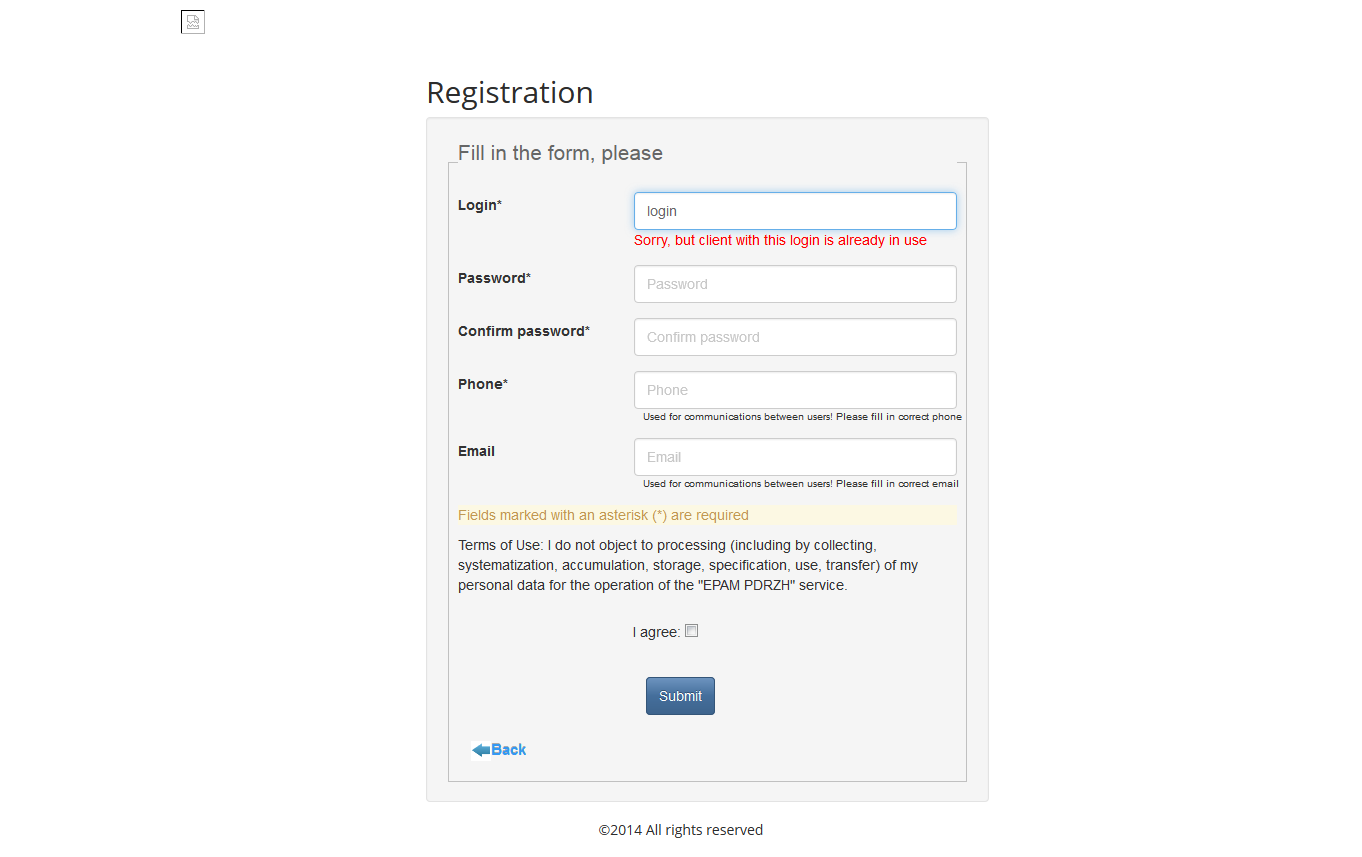 Registration
Fill in the form, please
Login*
login
Sorry, but client with this login is already in use
Password*
Password
Confirm password*
Confirm password
Phone*
Phone
Used for communications between users! Please fill in correct phone
Email
Email
Used for communications between users! Please fill in correct email
Fields marked with an asterisk (*) are required
Terms of Use: I do not object to processing (including by collecting,
systematization, accumulation, storage, specification, use, transfer) of my
personal data for the operation of the "EPAM PDRZH" service.
I agree:
Submit
Back
©2014 All rights reserved